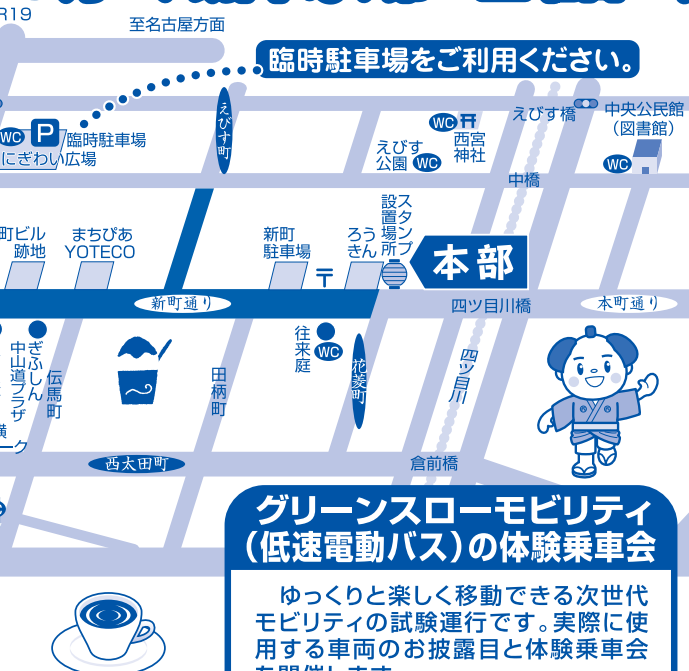 R19
至名古屋方面
臨時駐車場をご利用ください。
えびす町
WC
P
臨時駐車場
にぎわい広場
WC
西宮
神社
えびす
公園
WC
えびす橋
中央公民館
（図書館）
WC
中橋
町ビル
跡地
まちぴあ
YOTECO
新町
駐車場
〒
ろう
きん
スタンプ
設置場所
本部
新町通り
四ツ目川橋
本町通り
ぎふしん
中山道プラザ
伝馬町
田柄町
往来庭
WC
花菱町
四ツ目川
横
ーク
西太田町
倉前橋
グリーンスローモビリティ
（低速電動バス）の体験乗車会
ゆっくりと楽しく移動できる次世代
モビリティの試験運行です。実際に使
用する車両のお披露目と体験乗車会
を開催します